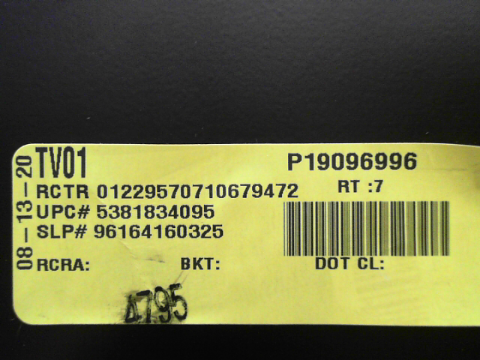 08-13-20
TV01
P19096996
RCTR 01229570710679472
RT :7
UPC# 5381834095
SLP# 96164160325
RCRA: BKT: DOT CL:
4795